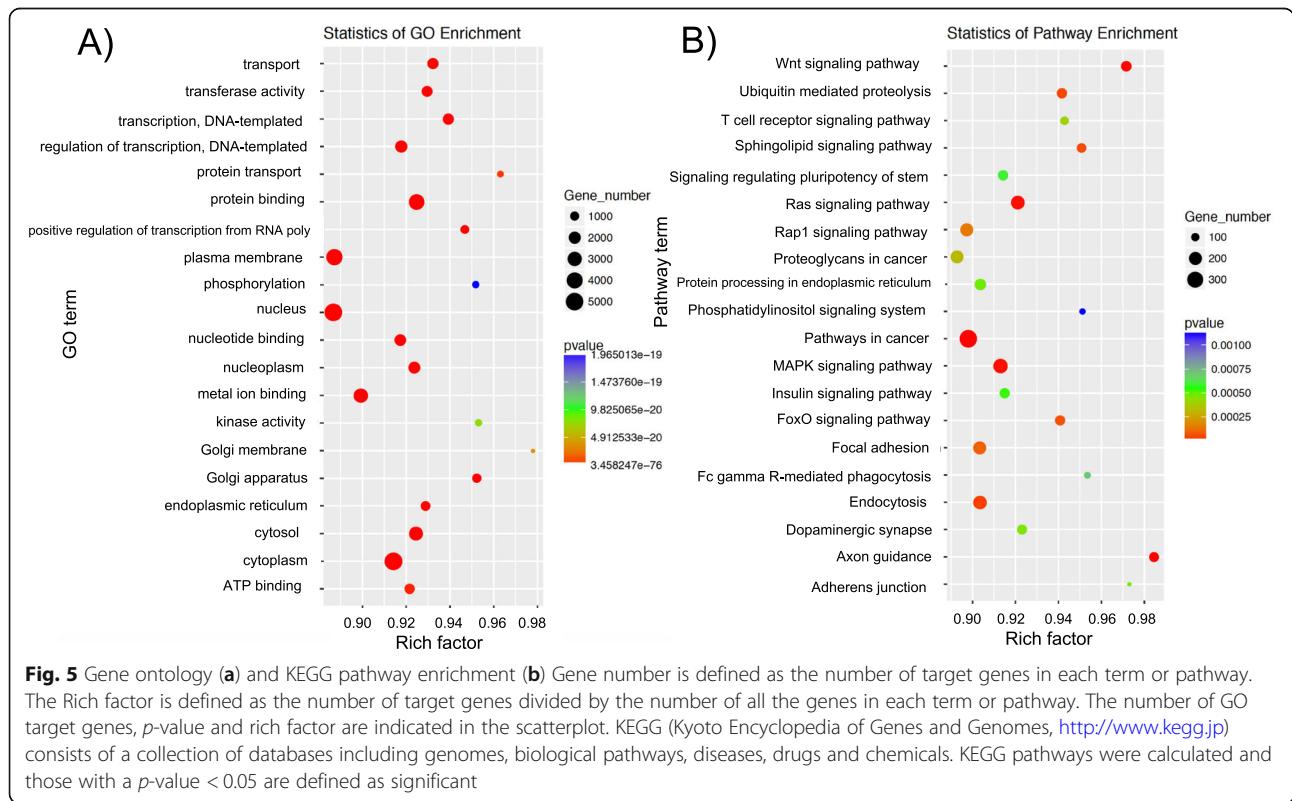 A)
Statistics of GO Enrichment
transport
transferase activity
transcription, DNA-templated
regulation of transcription, DNA-templated
protein transport
protein binding
positive regulation of transcription from RNA poly
plasma membrane
phosphorylation
nucleus
nucleotide binding
nucleoplasm
metal ion binding
kinase activity
Golgi membrane
Golgi apparatus
endoplasmic reticulum
cytosol
cytoplasm
ATP binding
GO term
0.90 0.92 0.94 0.96 0.98
Rich factor
Gene_number
1000
2000
3000
4000
5000
pvalue
1.965013e-19
1.473760e-19
9.825065e-20
4.912533e-20
3.458247e-76
B)
Statistics of Pathway Enrichment
Wnt signaling pathway
Ubiquitin mediated proteolysis
T cell receptor signaling pathway
Sphingolipid signaling pathway
Signaling regulating pluripotency of stem
Ras signaling pathway
Rap1 signaling pathway
Proteoglycans in cancer
Protein processing in endoplasmic reticulum
Phosphatidylinositol signaling system
Pathways in cancer
MAPK signaling pathway
Insulin signaling pathway
FoxO signaling pathway
Focal adhesion
Fc gamma R-mediated phagocytosis
Endocytosis
Dopaminergic synapse
Axon guidance
Adherens junction
Pathway term
0.90 0.92 0.94 0.96 0.98
Rich factor
Gene_number
100
200
300
pvalue
0.00100
0.00075
0.00050
0.00025
Fig. 5 Gene ontology (a) and KEGG pathway enrichment (b) Gene number is defined as the number of target genes in each term or pathway.
The Rich factor is defined as the number of target genes divided by the number of all the genes in each term or pathway. The number of GO
target genes, p-value and rich factor are indicated in the scatterplot. KEGG (Kyoto Encyclopedia of Genes and Genomes, http://www.kegg.jp)
consists of a collection of databases including genomes, biological pathways, diseases, drugs and chemicals. KEGG pathways were calculated and
those with a p-value < 0.05 are defined as significant